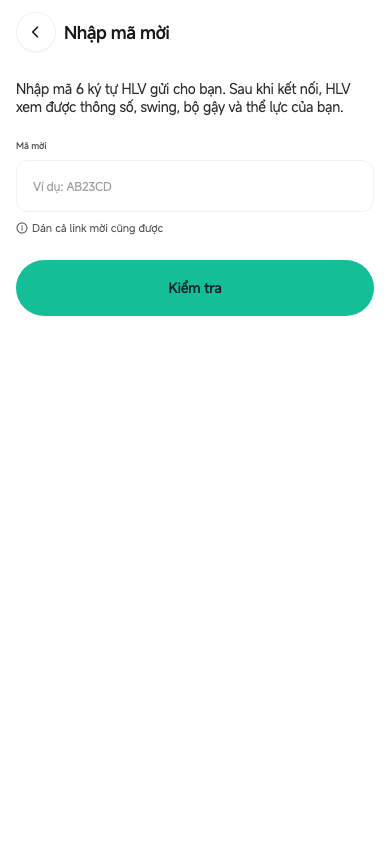 Nhập mã mời
Nhập mã 6 ký tự HLV gửi cho bạn. Sau khi kết nối, HLV
xem được thông số, swing, bộ gậy và thể lực của bạn.
Mã mời
Ví dụ: AB23CD
Dán cả link mời cũng được
Kiểm tra